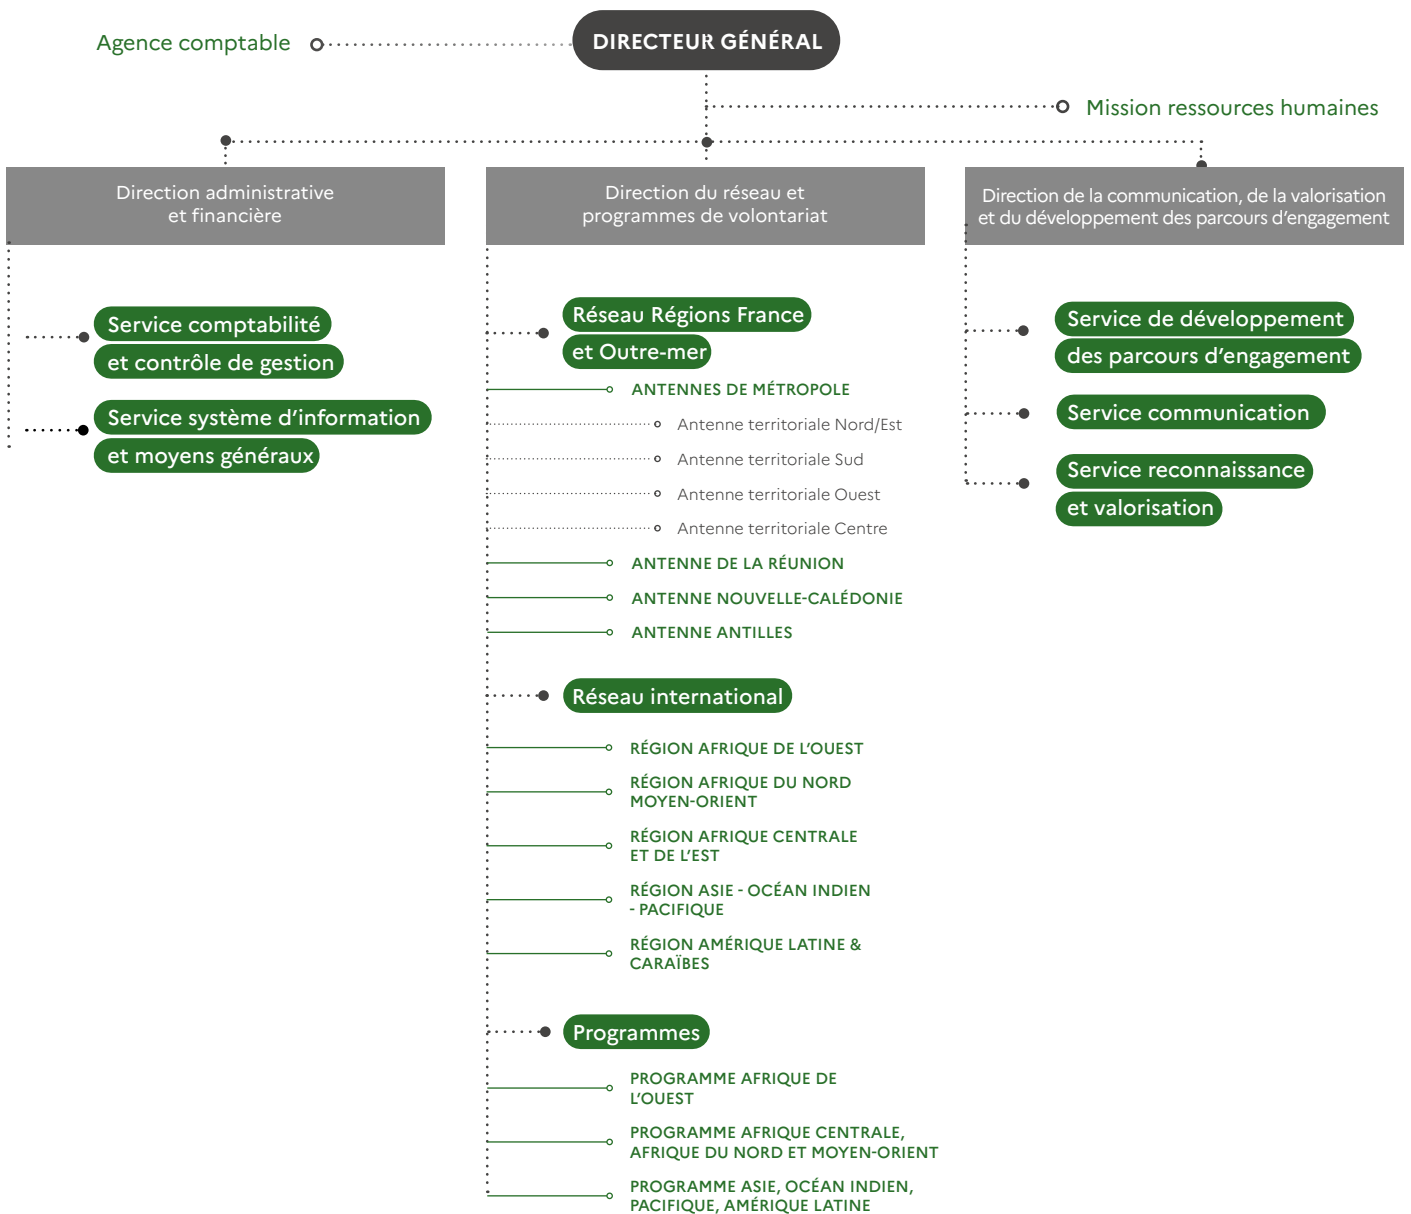 Agence comptable
DIRECTEUR GÉNÉRAL
Mission ressources humaines
Direction administrative
et financière
Service comptabilité
et contrôle de gestion
Service système d'information
et moyens généraux
Direction du réseau et
programmes de volontariat
Réseau Régions France
et Outre-mer
ANTENNES DE MÉTROPOLE
Antenne territoriale Nord/Est
Antenne territoriale Sud
Antenne territoriale Ouest
Antenne territoriale Centre
ANTENNE DE LA RÉUNION
ANTENNE NOUVELLE-CALÉDONIE
ANTENNE ANTILLES
Réseau international
RÉGION AFRIQUE DE L'OUEST
RÉGION AFRIQUE DU NORD
MOYEN-ORIENT
RÉGION AFRIQUE CENTRALE
ET DE L'EST
RÉGION ASIE - OCÉAN INDIEN
- PACIFIQUE
RÉGION AMÉRIQUE LATINE &
CARAÏBES
Programmes
PROGRAMME AFRIQUE DE
L'OUEST
PROGRAMME AFRIQUE CENTRALE,
AFRIQUE DU NORD ET MOYEN-ORIENT
PROGRAMME ASIE, OCÉAN INDIEN,
PACIFIQUE, AMÉRIQUE LATINE
Direction de la communication, de la valorisation
et du développement des parcours d'engagement
Service de développement
des parcours d'engagement
Service communication
Service reconnaissance
et valorisation